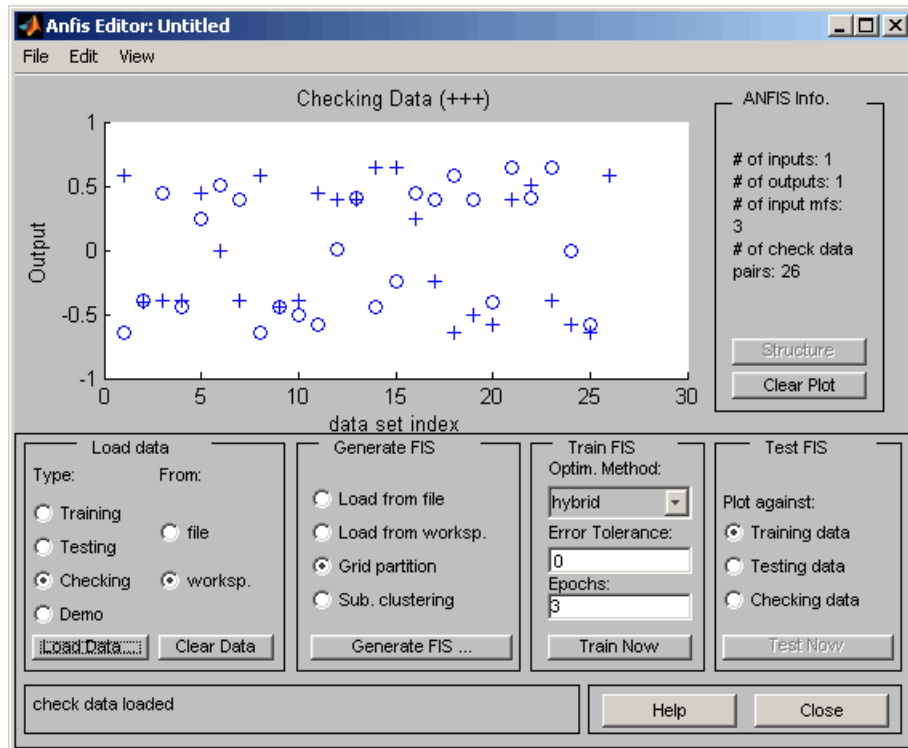 Anfis Editor: Untitled
File Edit View
Checking Data (+++)
1
0.5
0
-0.5
-1
Output
0 5 10 15 20 25 30
data set index
ANFIS Info.
# of inputs: 1
# of outputs: 1
# of input mfs:
3
# of check data
pairs: 26
Structure
Clear Plot
Load data
Type: From:
Training
Testing
Checking
Demo
file
worksp.
Load Data...
Clear Data
Generate FIS
Load from file
Load from worksp.
Grid partition
Sub. clustering
Generate FIS ...
Train FIS
Optim. Method:
hybrid
Error Tolerance:
0
Epochs:
3
Train Now
Test FIS
Plot against:
Training data
Testing data
Checking data
Test Now
check data loaded
Help
Close